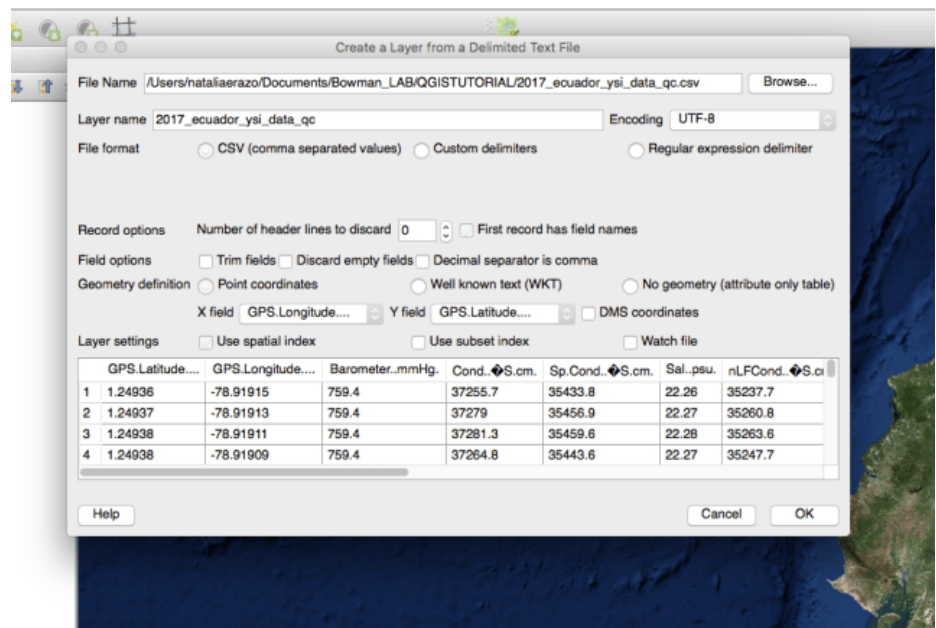 Create a Layer from a Delimited Text File
File Name /Users/nataliaerazo/Documents/Bowman_LAB/QGISTUTORIAL/2017_ecuador_ysi_data_qc.csv Browse...
Layer name 2017_ecuador_ysi_data_qc Encoding UTF-8
File format CSV (comma separated values) Custom delimiters Regular expression delimiter
Record options Number of header lines to discard 0 First record has field names
Field options Trim fields Discard empty fields Decimal separator is comma
Geometry definition Point coordinates Well known text (WKT) No geometry (attribute only table)
X field GPS.Longitude.... Y field GPS.Latitude.... DMS coordinates
Layer settings Use spatial index Use subset index Watch file
GPS.Latitude.... GPS.Longitude.... Barometer..mmHg. Cond..�S.cm. Sp.Cond..�S.cm. Sal..psu. nLFCond..�S.c
1 1.24936 -78.91915 759.4 37255.7 35433.8 22.26 35237.7
2 1.24937 -78.91913 759.4 37279 35456.9 22.27 35260.8
3 1.24938 -78.91911 759.4 37281.3 35459.6 22.28 35263.6
4 1.24938 -78.91909 759.4 37264.8 35443.6 22.27 35247.7
Help Cancel OK